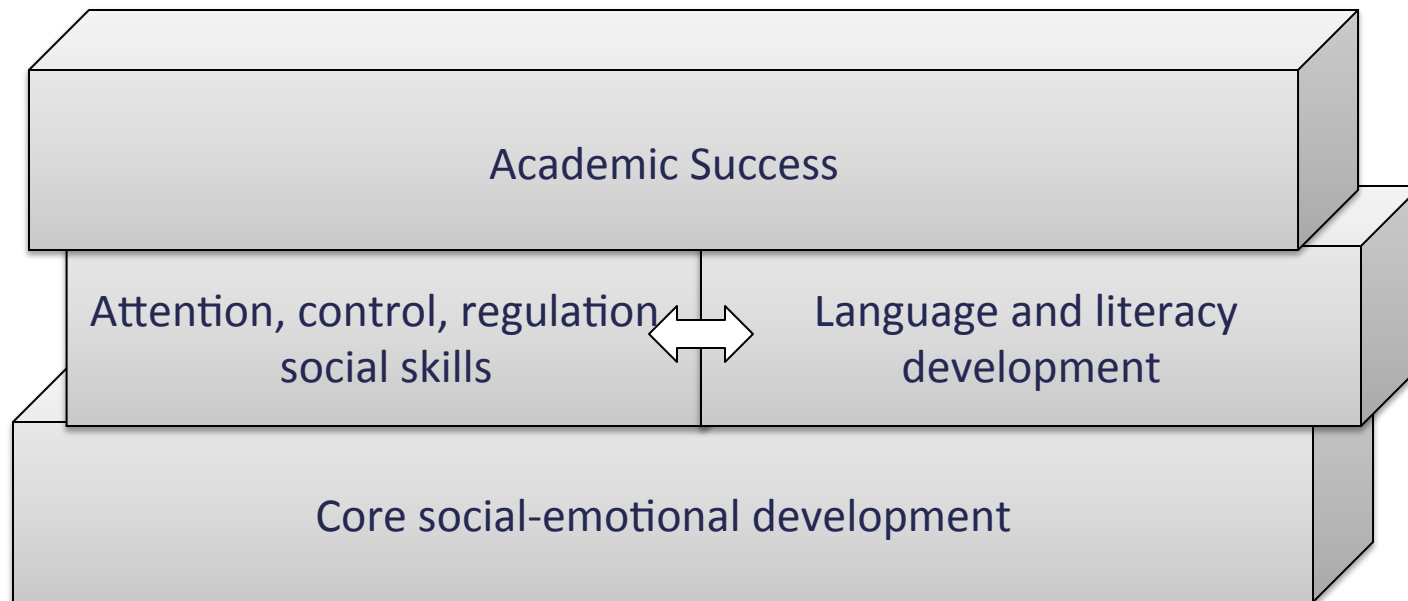 Academic Success
Attention, control, regulation
social skills
Language and literacy
development
Core social-emotional development